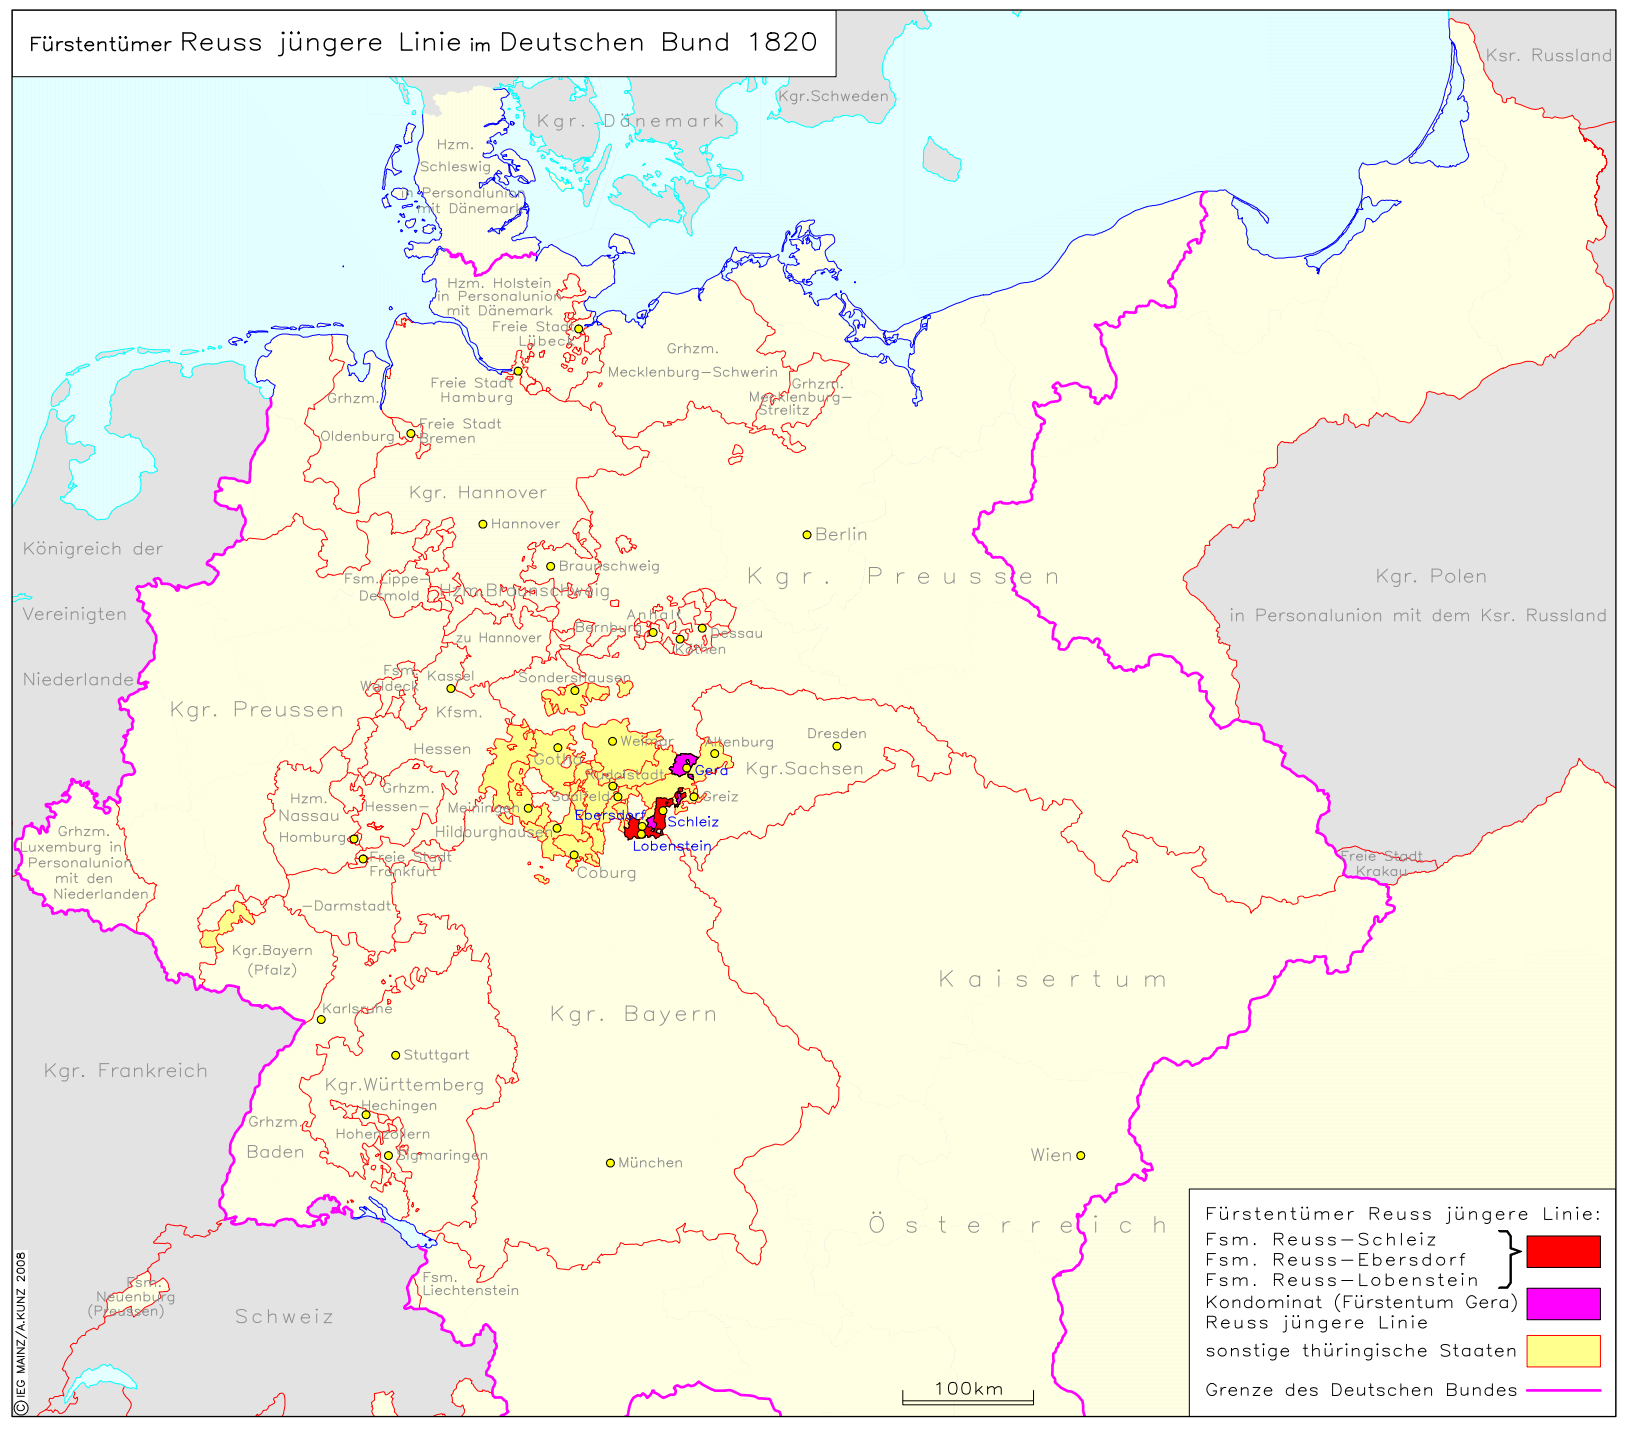 Fürstentümer Reuss jüngere Linie im Deutschen Bund 1820
Ksr. Russland
Kgr.Schweden
Kgr. Dänemark
Hzm.
Schleswig
in Personalunion
mit Dänemark
Hzm. Holstein
in Personalunion
mit Dänemark
Freie Stadt
Lübeck
Grhzm.
Mecklenburg-Schwerin
Grhzm.
Mecklenburg-
Strelitz
Freie Stadt
Hamburg
Grhzm.
Oldenburg
Freie Stadt
Bremen
Kgr. Hannover
Hannover
Berlin
Königreich der
Vereinigten
Niederlande
Braunschweig
Kgr. Preussen
Kgr. Polen
in Personalunion mit dem Ksr. Russland
Fsm.Lippe-
Detmold
Hzm.Braunschweig
Anhalt
Bernburg
Dessau
Köthen
zu Hannover
Fsm.
Waldeck
Kassel
Sondershausen
Kgr. Preussen
Kfsm.
Hessen
Weimar
Altenburg
Dresden
Gotha
Gera
Kgr.Sachsen
Rudolstadt
Saalfeld
Greiz
Grhzm.
Hessen-
Hzm.
Nassau
Meiningen
Ebersdorf
Schleiz
Hildburghausen
Lobenstein
Homburg
Freie Stadt
Frankfurt
Coburg
Grhzm.
Luxemburg in
Personalunion
mit den
Niederlanden
Freie Stadt
Krakau
-Darmstadt
Kgr.Bayern
(Pfalz)
Kaisertum
Karlsruhe
Kgr. Bayern
Stuttgart
Kgr. Frankreich
Kgr.Württemberg
Hechingen
Grhzm.
Hohenzollern
Baden
Sigmaringen
München
Wien
Österreich
Fsm.
Liechtenstein
Fsm.
Neuenburg
(Preussen)
Schweiz
Fürstentümer Reuss jüngere Linie:
Fsm. Reuss-Schleiz
Fsm. Reuss-Ebersdorf
Fsm. Reuss-Lobenstein
Kondominat (Fürstentum Gera)
Reuss jüngere Linie
sonstige thüringische Staaten
Grenze des Deutschen Bundes
100km
©IEG MAINZ/A.KUNZ 2008